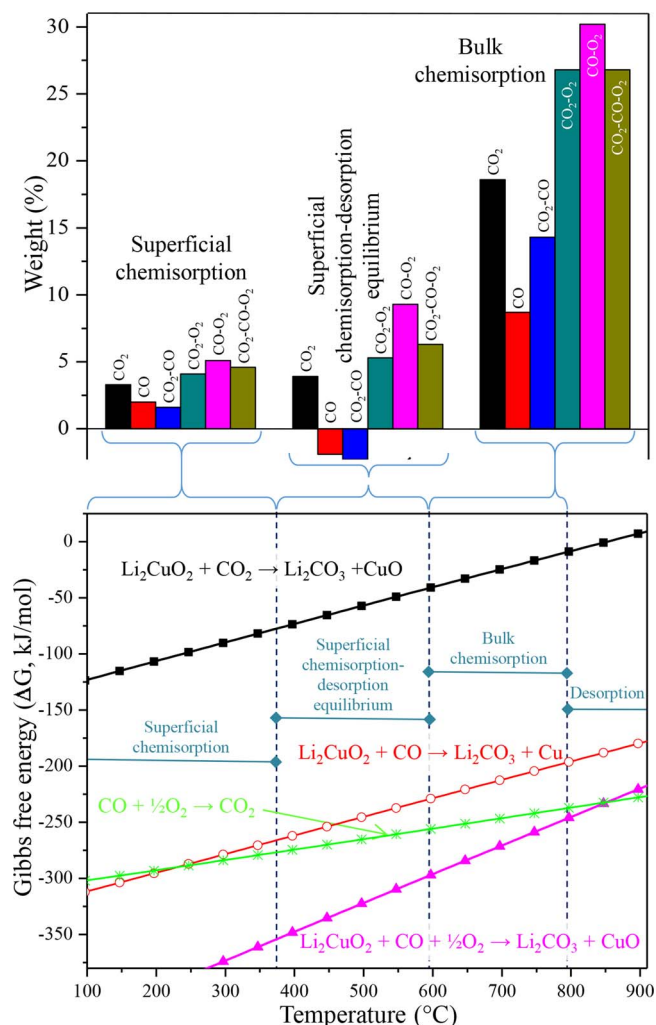 30
25
20
15
10
5
0
Weight (%)
Superficial
chemisorption
CO₂
CO
CO₂-CO
CO₂-O₂
CO-O₂
CO₂-CO-O₂
Superficial
chemisorption-desorption
equilibrium
CO₂
CO
CO₂-CO
CO₂-O₂
CO-O₂
CO₂-CO-O₂
Bulk
chemisorption
CO₂
CO
CO₂-CO
CO₂-O₂
CO-O₂
CO₂-CO-O₂
0
-50
-100
-150
-200
-250
-300
-350
Gibbs free energy (ΔG, kJ/mol)
Li₂CuO₂ + CO₂ → Li₂CO₃ +CuO
Superficial
chemisorption-
desorption
equilibrium
Bulk
chemisorption
Desorption
Superficial
chemisorption
Li₂CuO₂ + CO → Li₂CO₃ + Cu
CO + ½O₂ → CO₂
Li₂CuO₂ + CO + ½O₂ → Li₂CO₃ + CuO
100 200 300 400 500 600 700 800 900
Temperature (°C)